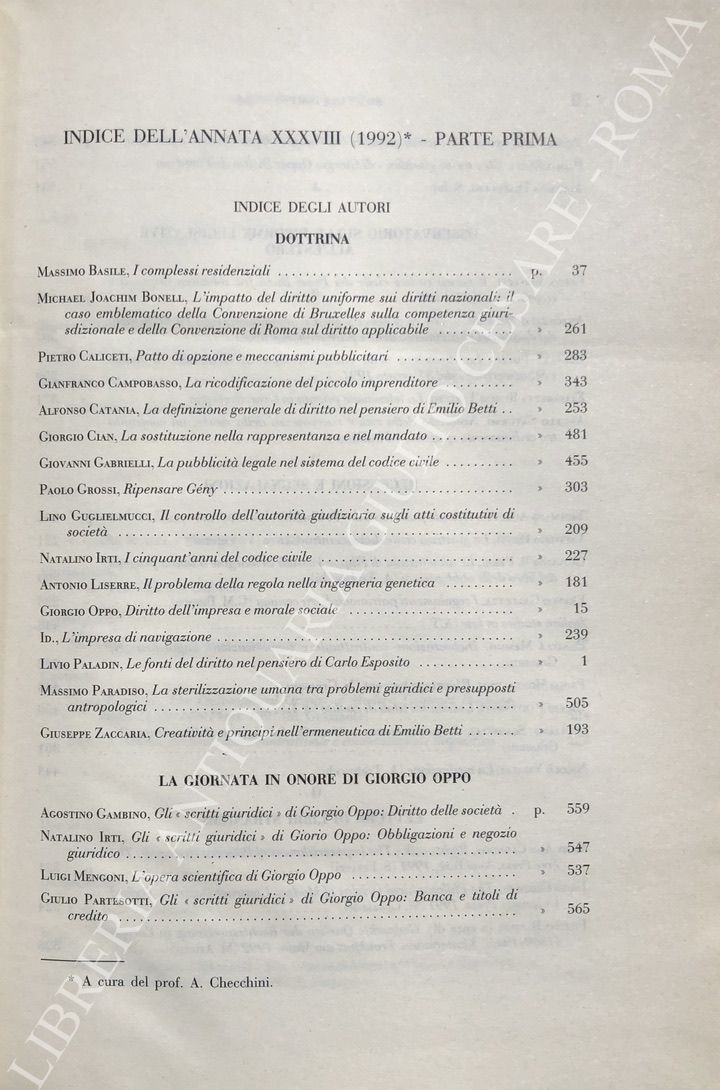 INDICE DELL'ANNATA XXXVIII (1992)* - PARTE PRIMA
INDICE DEGLI AUTORI
DOTTRINA
MASSIMO BASILE, I complessi residenziali . . . . . . . . . . . . . . . . . . . . p. 37
MICHAEL JOACHIM BONELL, L'impatto del diritto uniforme sui diritti nazionali: il
caso emblematico della Convenzione di Bruxelles sulla competenza giuri-
sdizionale e della Convenzione di Roma sul diritto applicabile . . . . . . . . . . » 261
PIETRO CALICETI, Patto di opzione e meccanismi pubblicitari . . . . . . . . . . » 283
GIANFRANCO CAMPOBASSO, La ricodificazione del piccolo imprenditore . . . . . . . . . . » 343
ALFONSO CATANIA, La definizione generale di diritto nel pensiero di Emilio Betti . . » 253
GIORGIO CIAN, La sostituzione nella rappresentanza e nel mandato . . . . . . . . . . » 481
GIOVANNI GABRIELLI, La pubblicità legale nel sistema del codice civile . . . . . . . . . . » 455
PAOLO GROSSI, Ripensare Gény . . . . . . . . . . . . . . . . . . . . » 303
LINO GUGLIELMUCCI, Il controllo dell'autorità giudiziaria sugli atti costitutivi di
società . . . . . . . . . . . . . . . . . . . . » 209
NATALINO IRTI, I cinquant'anni del codice civile . . . . . . . . . . . . . . . . . . . . » 227
ANTONIO LISERRE, Il problema della regola nella ingegneria genetica . . . . . . . . . . » 181
GIORGIO OPPO, Diritto dell'impresa e morale sociale . . . . . . . . . . . . . . . . . . . . » 15
ID., L'impresa di navigazione . . . . . . . . . . . . . . . . . . . . » 239
LIVIO PALADIN, Le fonti del diritto nel pensiero di Carlo Esposito . . . . . . . . . . » 1
MASSIMO PARADISO, La sterilizzazione umana tra problemi giuridici e presupposti
antropologici . . . . . . . . . . . . . . . . . . . . » 505
GIUSEPPE ZACCARIA, Creatività e principi nell'ermeneutica di Emilio Betti . . . . . . . » 193
LA GIORNATA IN ONORE DI GIORGIO OPPO
AGOSTINO GAMBINO, Gli « scritti giuridici » di Giorgio Oppo: Diritto delle società . p. 559
NATALINO IRTI, Gli « scritti giuridici » di Giorio Oppo: Obbligazioni e negozio
giuridico . . . . . . . . . . . . . . . . . . . . » 547
LUIGI MENGONI, L'opera scientifica di Giorgio Oppo . . . . . . . . . . . . . . . . . . . . » 537
GIULIO PARTESOTTI, Gli « scritti giuridici » di Giorgio Oppo: Banca e titoli di
credito . . . . . . . . . . . . . . . . . . . . » 565
* A cura del prof. A. Checchini.
LIBRERIA ANTIQUARIA GIULIO CESARE - ROMA